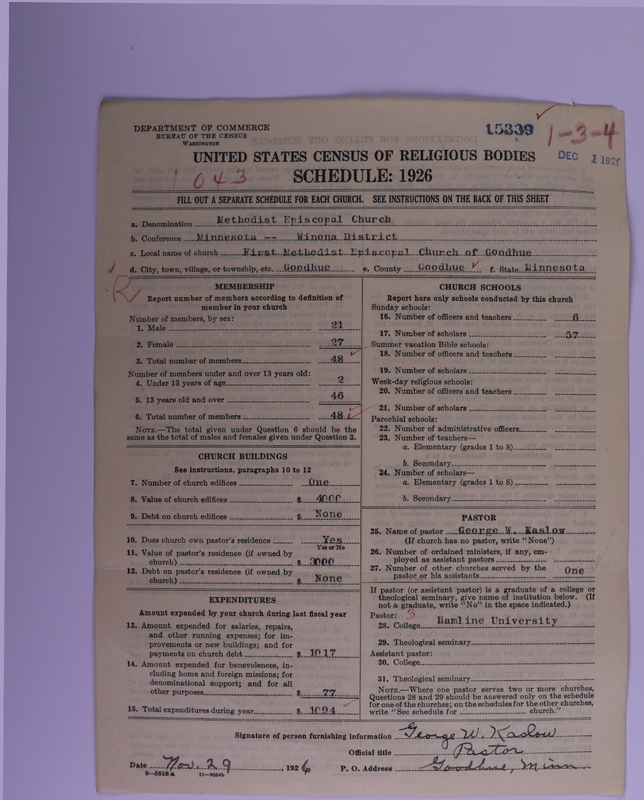 DEPARTMENT OF COMMERCE
BUREAU OF THE CENSUS
WASHINGTON
15339
1-3-4
DEC 1 1926
UNITED STATES CENSUS OF RELIGIOUS BODIES
SCHEDULE: 1926
1 043
FILL OUT A SEPARATE SCHEDULE FOR EACH CHURCH. SEE INSTRUCTIONS ON THE BACK OF THIS SHEET
a. Denomination Methodist Episcopal Church
b. Conference Minnesota -- Winona District
c. Local name of church First Methodist Episcopal Church of Goodhue
d. City, town, village, or township, etc. Goodhue e. County Goodhue f. State Minnesota
R
MEMBERSHIP
Report number of members according to definition of
member in your church
Number of members, by sex:
1. Male 21
2. Female 27
3. Total number of members 48
Number of members under and over 13 years old:
4. Under 13 years of age 2
5. 13 years old and over 46
6. Total number of members 48
NOTE.—The total given under Question 6 should be
same as the total of males and females given under Question 3.
CHURCH BUILDINGS
See instructions, paragraphs 10 to 12
7. Number of church edifices One
8. Value of church edifices $ 4000
9. Debt on church edifices $ None
10. Does church own pastor's residence Yes
Yes or No
11. Value of pastor's residence (if owned by
church) $ 3000
12. Debt on pastor's residence (if owned by
church) $ None
EXPENDITURES
Amount expended by your church during last fiscal year
13. Amount expended for salaries, repairs,
and other running expenses; for im-
provements or new buildings; and for
payments on church debt $ 1017
14. Amount expended for benevolences, in-
cluding home and foreign missions; for
denominational support; and for all
other purposes $ 77
15. Total expenditures during year $ 1094
CHURCH SCHOOLS
Report here only schools conducted by this church
Sunday schools:
16. Number of officers and teachers 6
17. Number of scholars 57
Summer vacation Bible schools:
18. Number of officers and teachers
19. Number of scholars
Week-day religious schools:
20. Number of officers and teachers
21. Number of scholars
Parochial schools:
22. Number of administrative officers
23. Number of teachers—
a. Elementary (grades 1 to 8)
b. Secondary
24. Number of scholars—
a. Elementary (grades 1 to 8)
b. Secondary
PASTOR
25. Name of pastor George W. Kaslow
(If church has no pastor, write "None")
26. Number of ordained ministers, if any, em-
ployed as assistant pastors
27. Number of other churches served by the
pastor or his assistants One
If pastor (or assistant pastor) is a graduate of a college or
theological seminary, give name of institution below. (If
not a graduate, write "No" in the space indicated.)
Pastor: 3
28. College Hamline University
29. Theological seminary
Assistant pastor:
30. College
31. Theological seminary
NOTE.—Where one pastor serves two or more churches,
Questions 28 and 29 should be answered only on the schedule
for one of the churches; on the schedules for the other churches,
write "See schedule for church."
Signature of person furnishing information George W. Kaslow
Official title Pastor
Date Nov. 29, 1926 P. O. Address Goodhue, Minn.